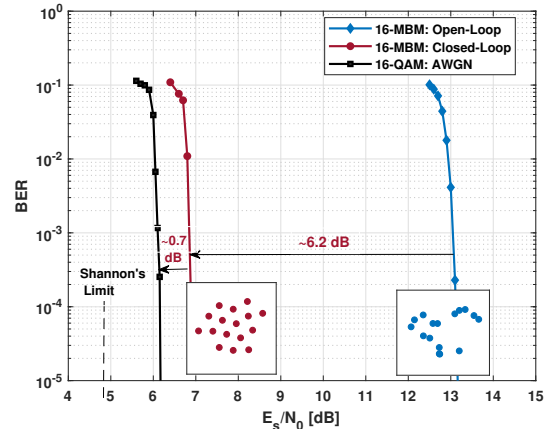 16-MBM: Open-Loop
16-MBM: Closed-Loop
16-QAM: AWGN
BER
10^0
10^-1
10^-2
10^-3
10^-4
10^-5
~0.7
dB
~6.2 dB
Shannon's
Limit
4 5 6 7 8 9 10 11 12 13 14 15
E_s/N_0 [dB]